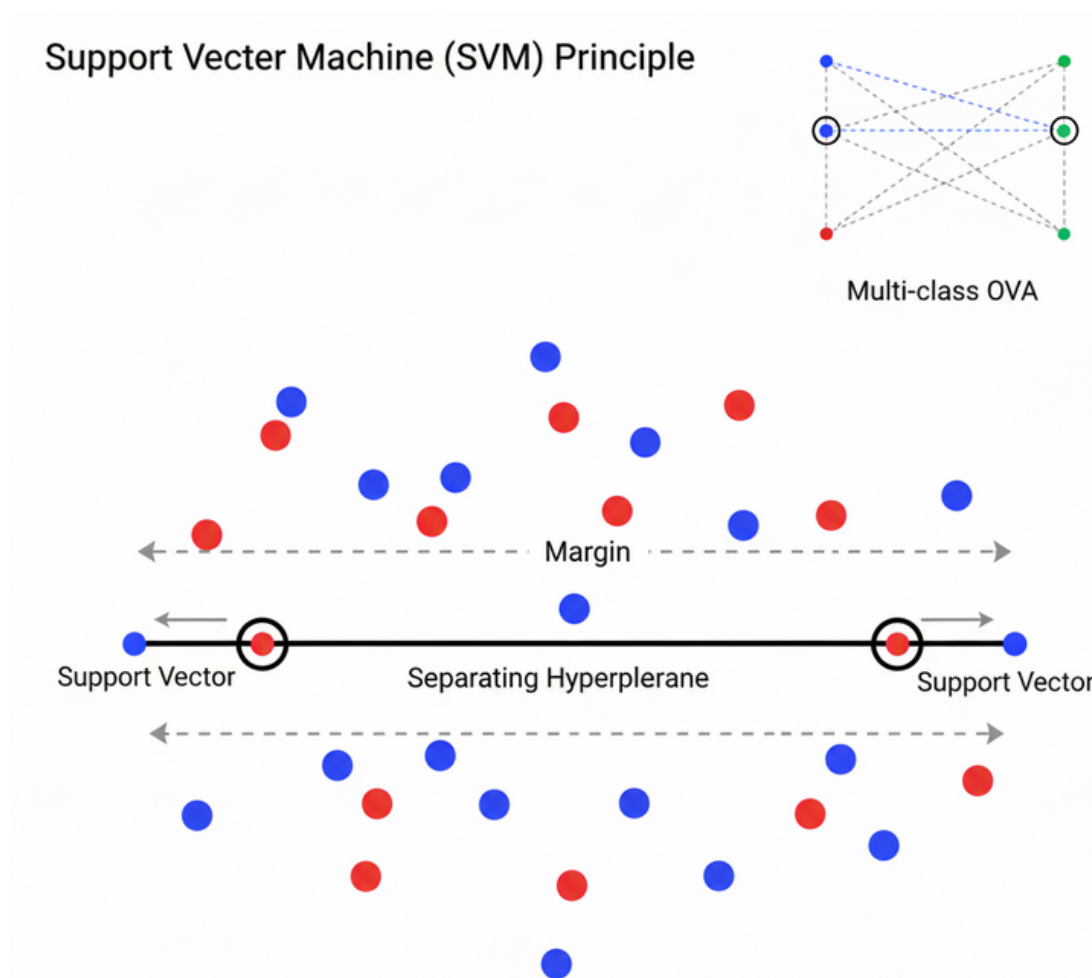 Support Vecter Machine (SVM) Principle
Multi-class OVA
Margin
Support Vector
Separating Hyperplerane
Support Vector